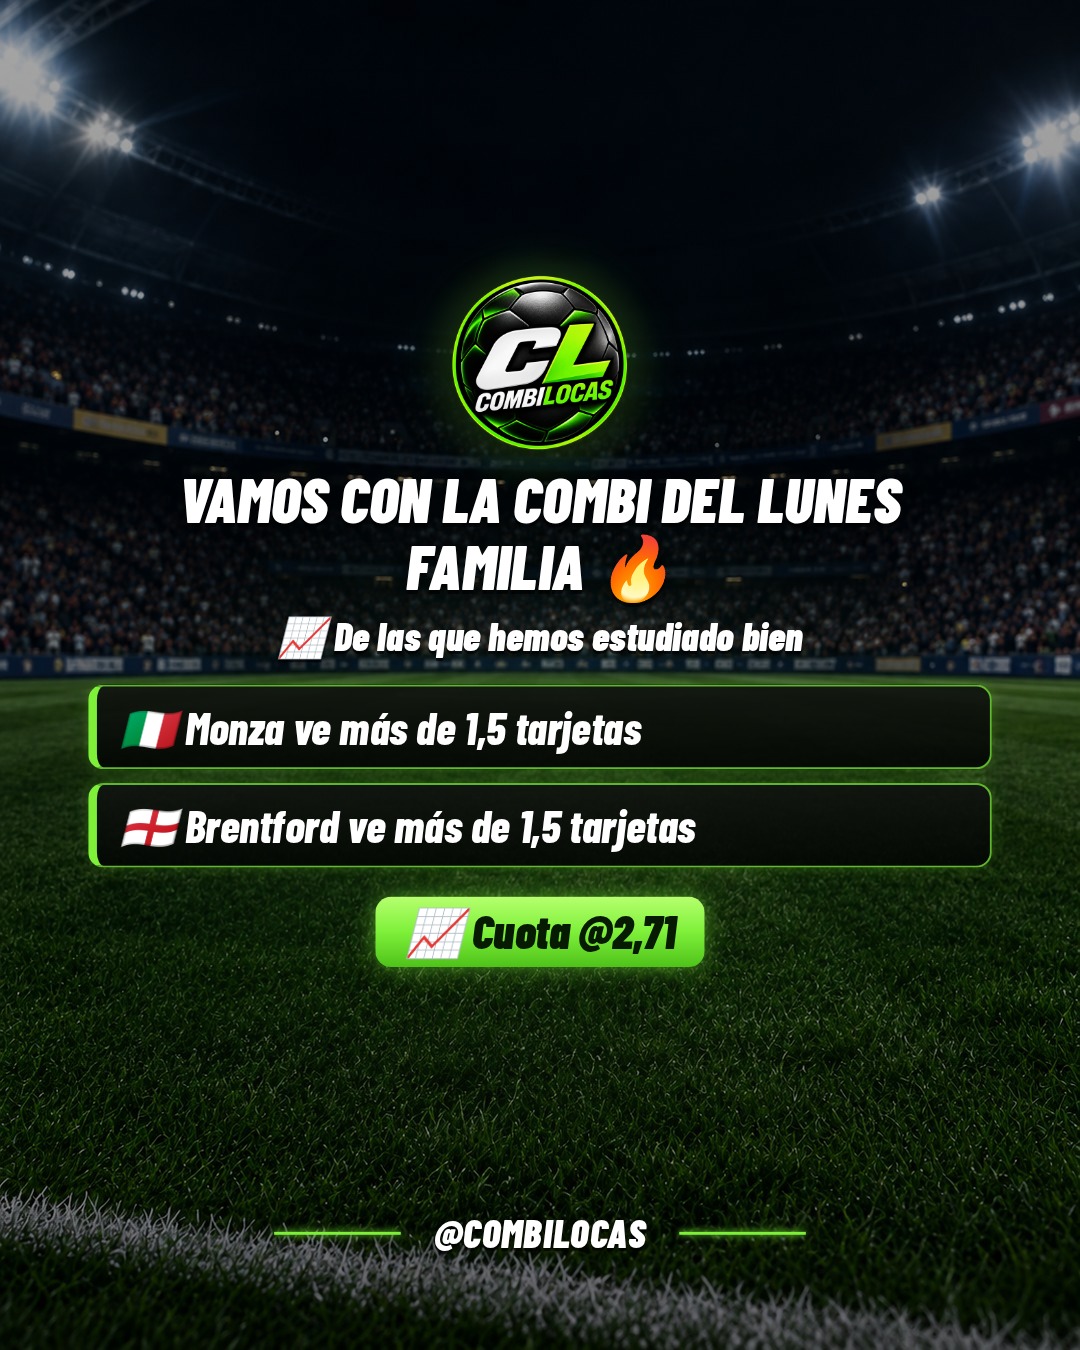 CL
COMBILOCAS
VAMOS CON LA COMBI DEL LUNES
FAMILIA 🔥
📈 De las que hemos estudiado bien
🇮🇹 Monza ve más de 1,5 tarjetas
🏴󠁧󠁢󠁥󠁮󠁧󠁿 Brentford ve más de 1,5 tarjetas
📈 Cuota @2,71
@COMBILOCAS